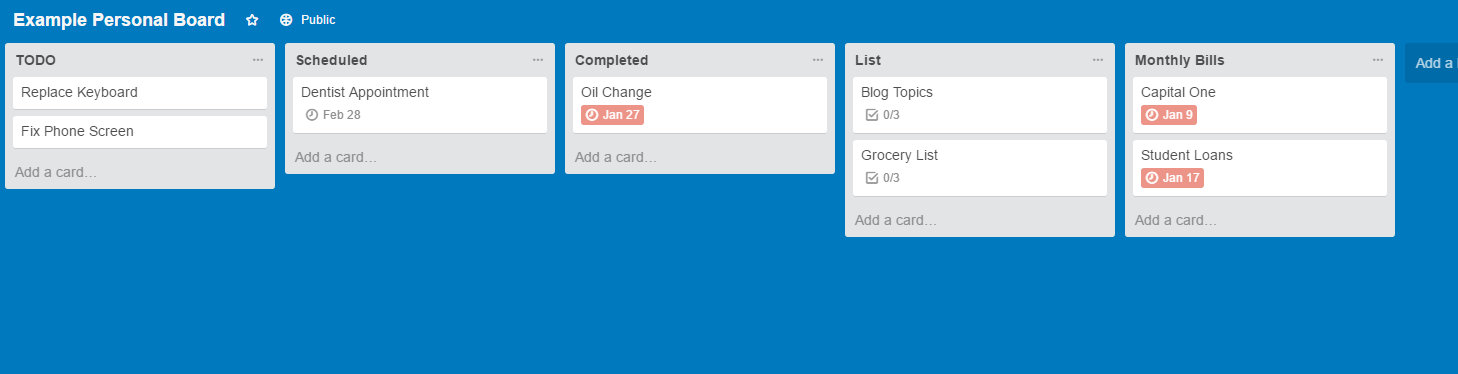 Example Personal Board Public
TODO
Replace Keyboard
Fix Phone Screen
Add a card…
Scheduled
Dentist Appointment
Feb 28
Add a card…
Completed
Oil Change
Jan 27
Add a card…
List
Blog Topics
0/3
Grocery List
0/3
Add a card…
Monthly Bills
Capital One
Jan 9
Student Loans
Jan 17
Add a card…
Add a